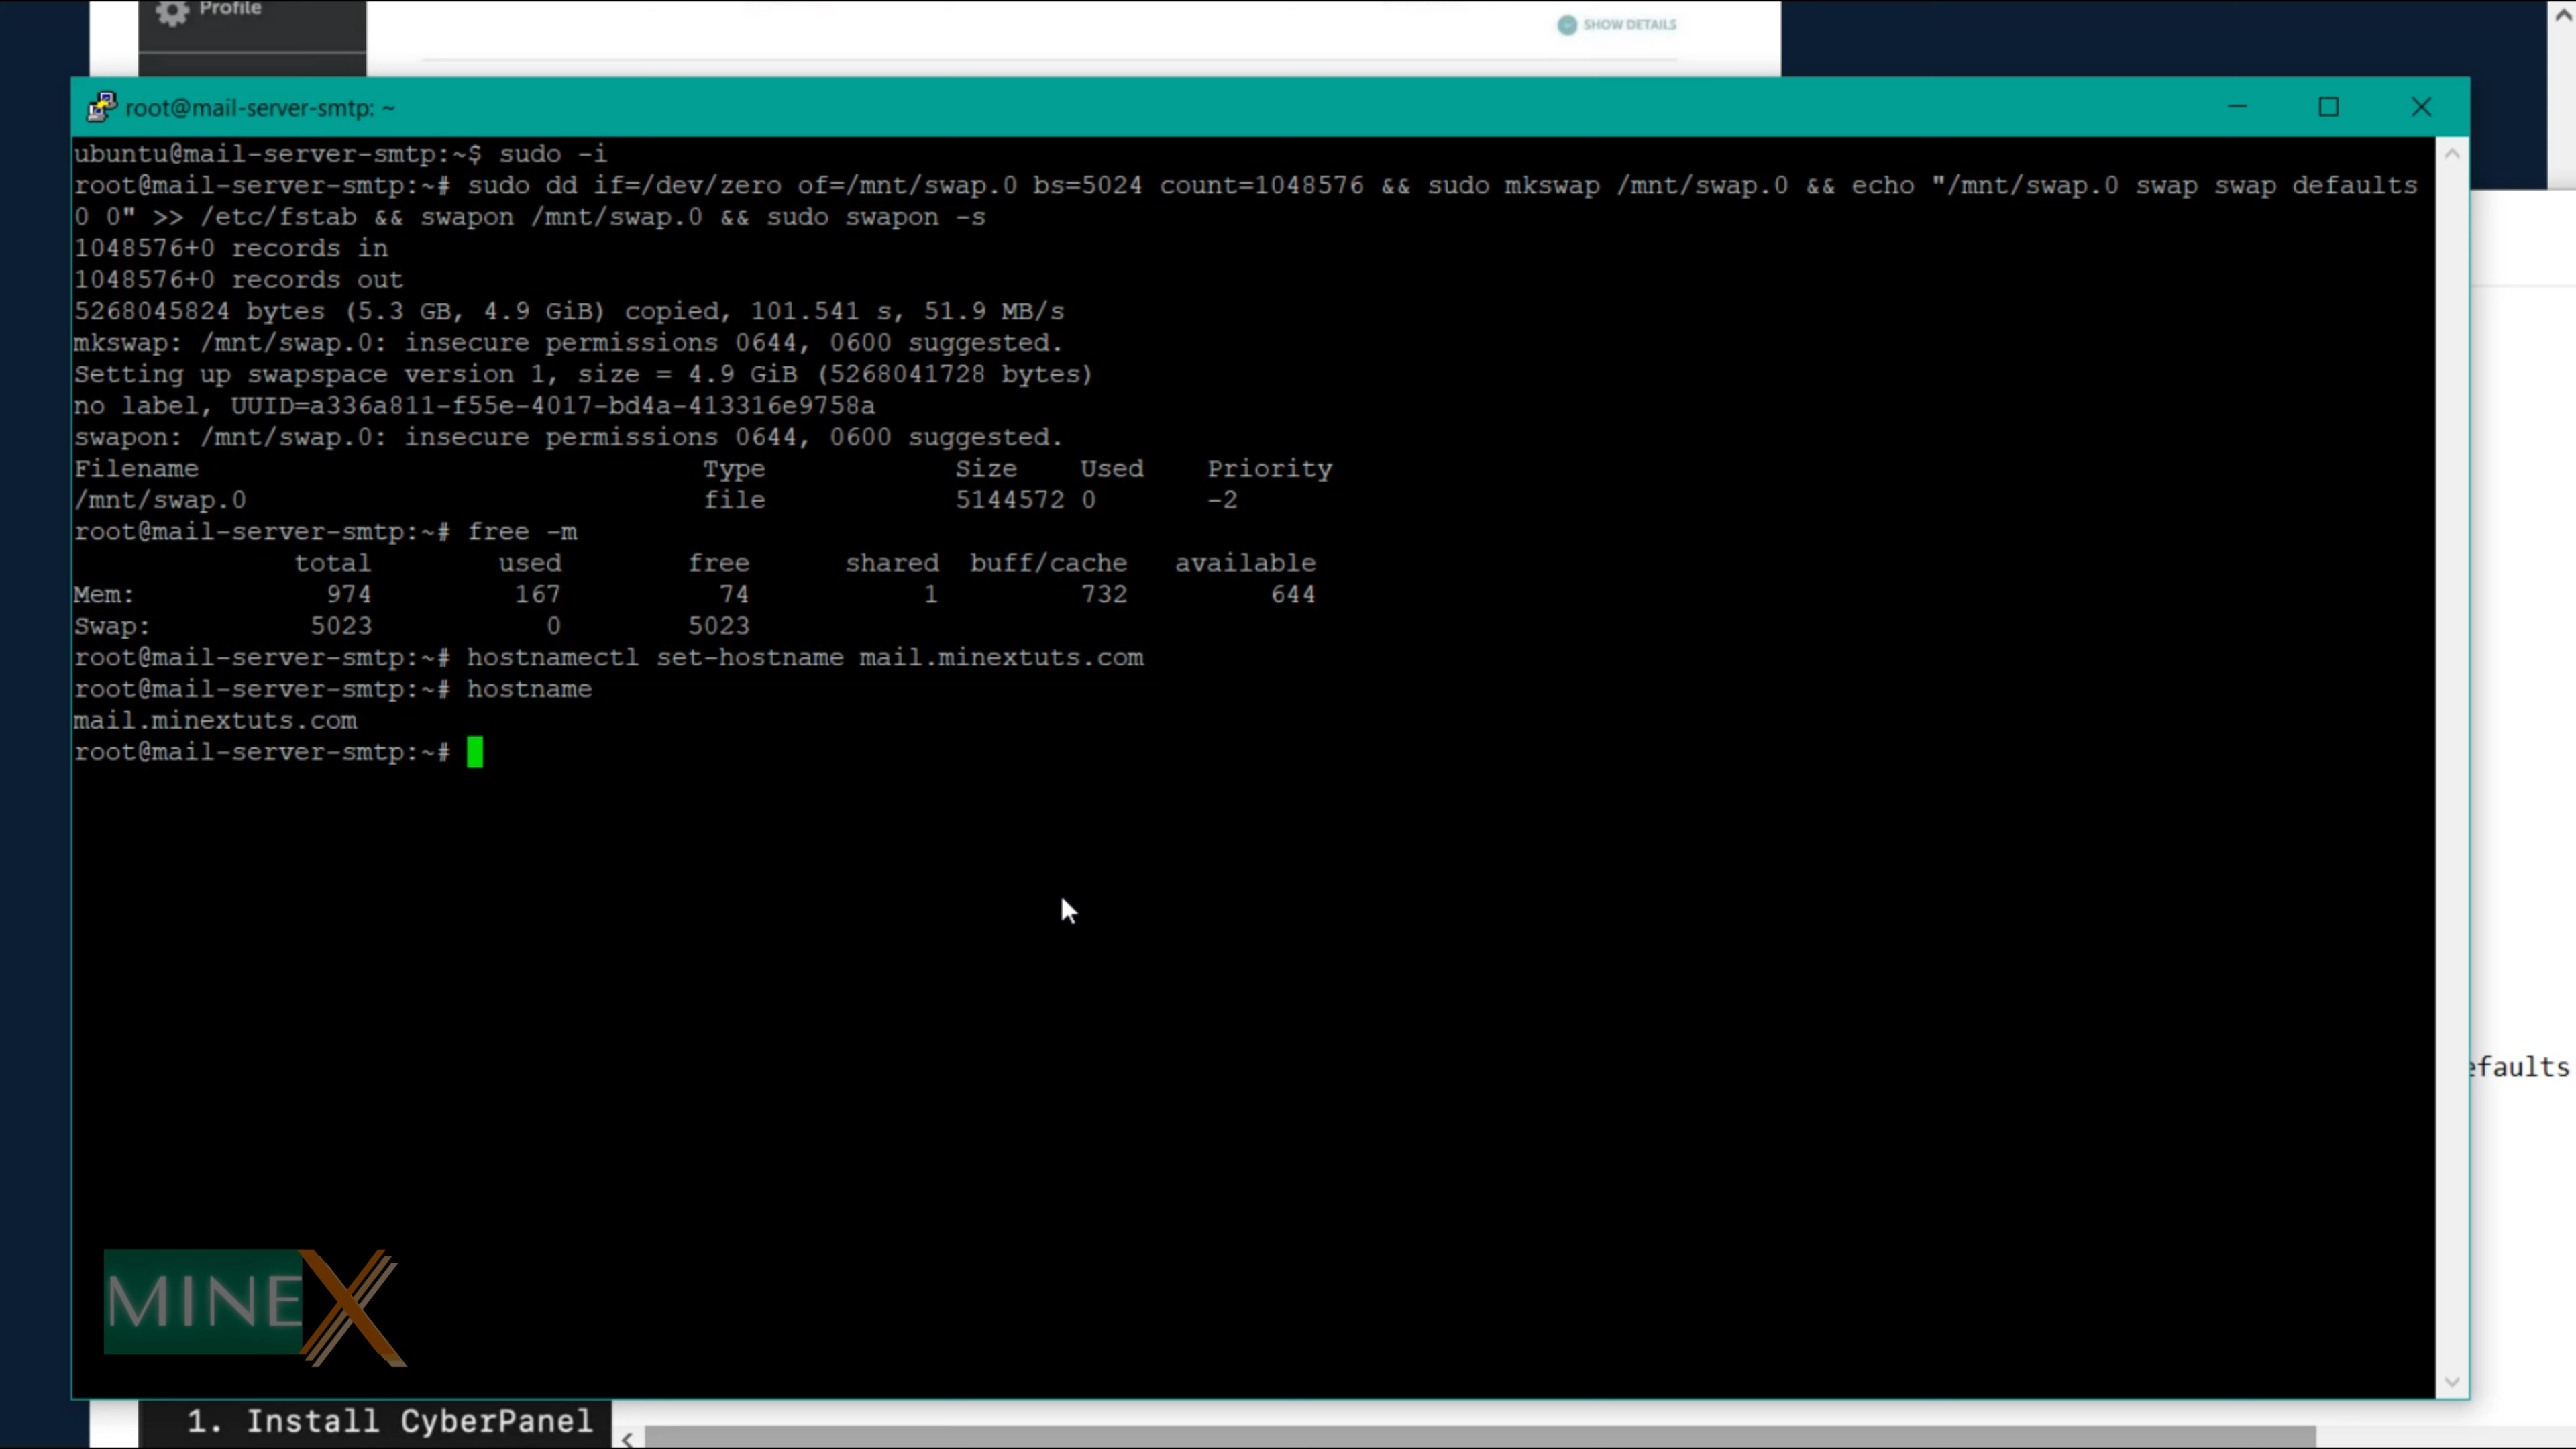 Profile
SHOW DETAILS
root@mail-server-smtp: ~
ubuntu@mail-server-smtp:~$ sudo -i
root@mail-server-smtp:~# sudo dd if=/dev/zero of=/mnt/swap.0 bs=5024 count=1048576 && sudo mkswap /mnt/swap.0 && echo "/mnt/swap.0 swap swap defaults
0 0" >> /etc/fstab && swapon /mnt/swap.0 && sudo swapon -s
1048576+0 records in
1048576+0 records out
5268045824 bytes (5.3 GB, 4.9 GiB) copied, 101.541 s, 51.9 MB/s
mkswap: /mnt/swap.0: insecure permissions 0644, 0600 suggested.
Setting up swapspace version 1, size = 4.9 GiB (5268041728 bytes)
no label, UUID=a336a811-f55e-4017-bd4a-413316e9758a
swapon: /mnt/swap.0: insecure permissions 0644, 0600 suggested.
Filename Type Size Used Priority
/mnt/swap.0 file 5144572 0 -2
root@mail-server-smtp:~# free -m
total used free shared buff/cache available
Mem: 974 167 74 1 732 644
Swap: 5023 0 5023
root@mail-server-smtp:~# hostnamectl set-hostname mail.minextuts.com
root@mail-server-smtp:~# hostname
mail.minextuts.com
root@mail-server-smtp:~#
efaults
MINEX
1. Install CyberPanel